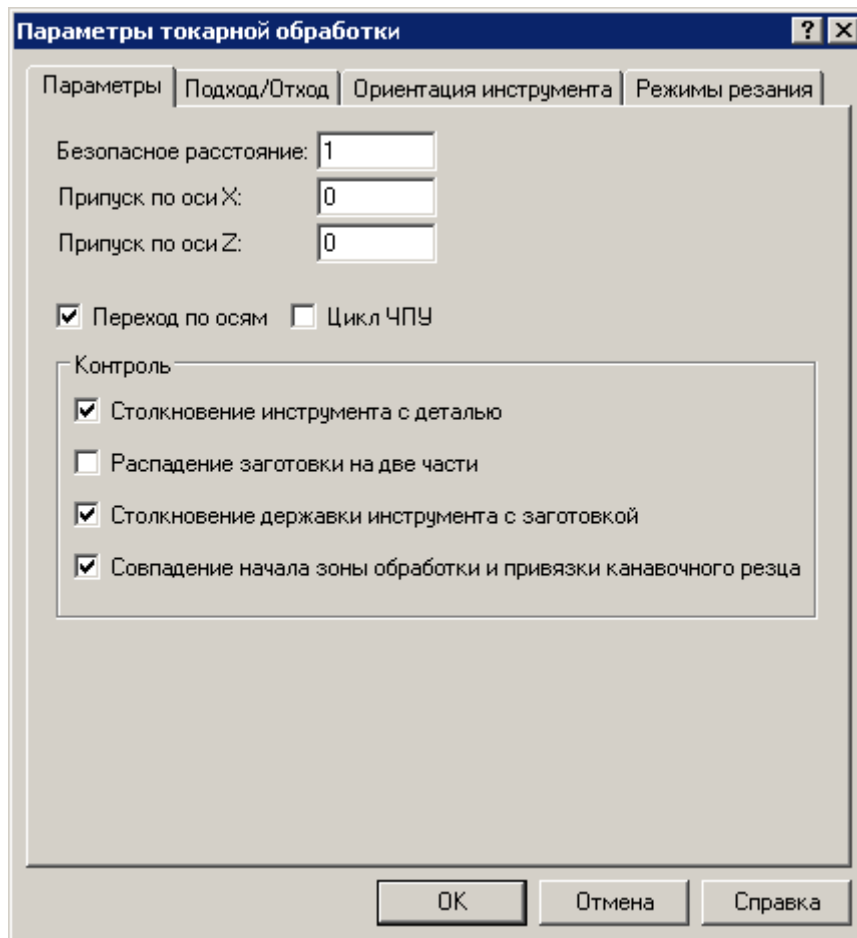 Параметры токарной обработки
Параметры Подход/Отход Ориентация инструмента Режимы резания
Безопасное расстояние: 1
Припуск по оси X: 0
Припуск по оси Z: 0
Переход по осям Цикл ЧПУ
Контроль
Столкновение инструмента с деталью
Распадение заготовки на две части
Столкновение державки инструмента с заготовкой
Совпадение начала зоны обработки и привязки канавочного резца
OK Отмена Справка